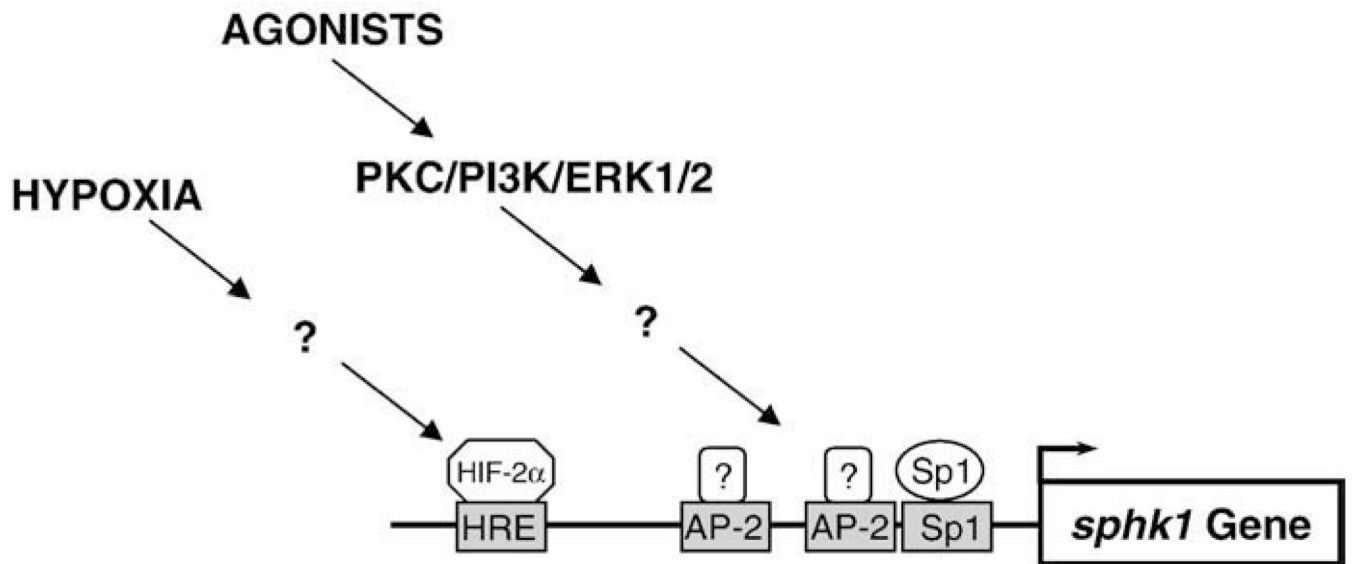 AGONISTS
HYPOXIA
PKC/PI3K/ERK1/2
?
?
HIF-2α
?
?
Sp1
HRE
AP-2
AP-2
Sp1
sphk1 Gene